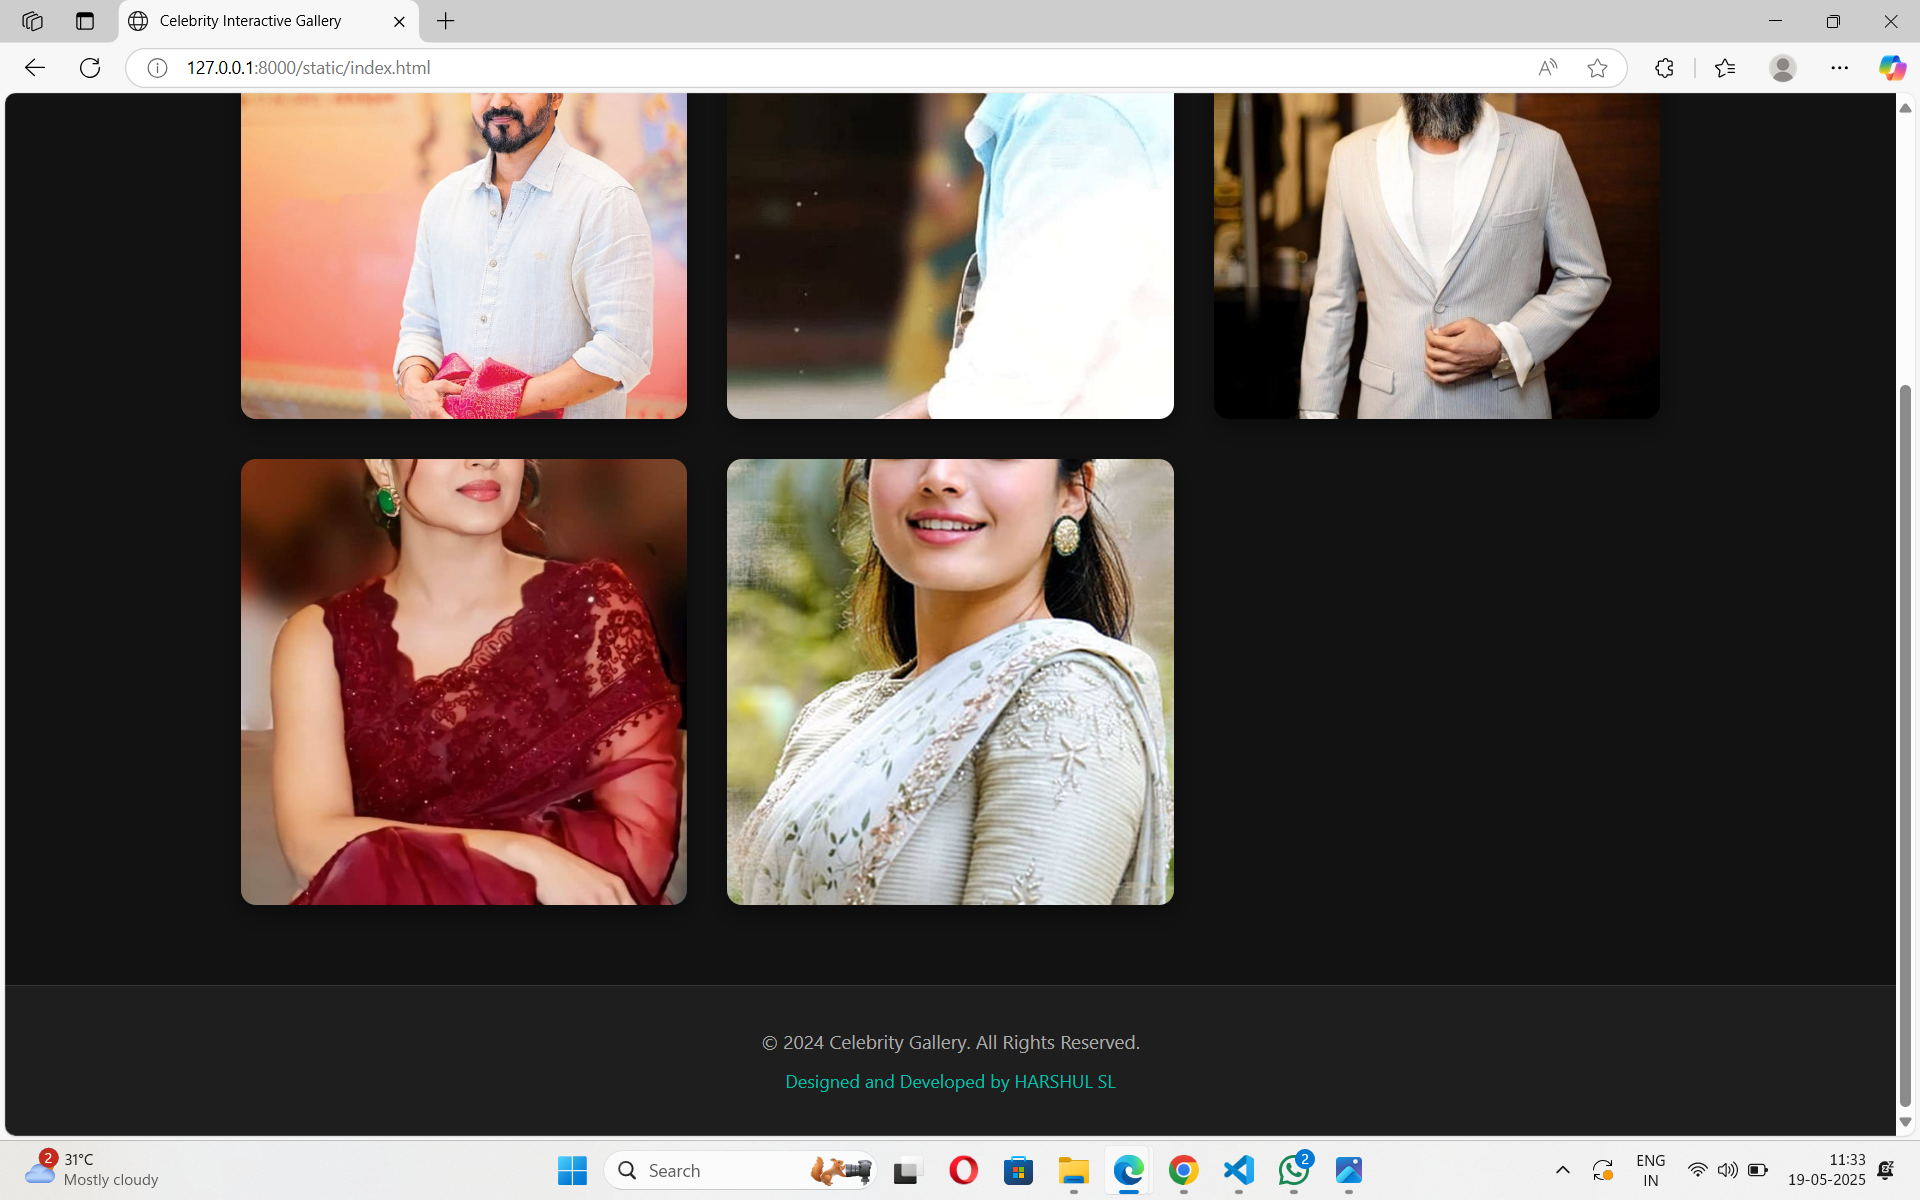 Celebrity Interactive Gallery
127.0.0.1:8000/static/index.html
© 2024 Celebrity Gallery. All Rights Reserved.
Designed and Developed by HARSHUL SL
2
31°C
Mostly cloudy
Search
2
ENG
IN
11:33
19-05-2025